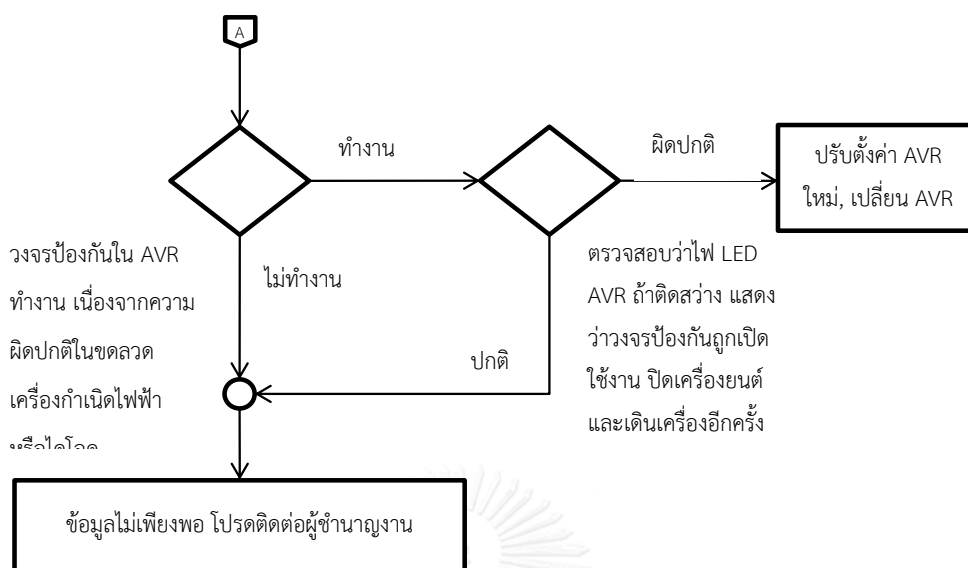 A
ทำงาน
ผิดปกติ
ปรับตั้งค่า AVR
ใหม่, เปลี่ยน AVR
วงจรป้องกันใน AVR
ทำงาน เนื่องจากความ
ผิดปกติในขดลวด
เครื่องกำเนิดไฟฟ้า
หรือไดโอด
ไม่ทำงาน
ตรวจสอบว่าไฟ LED
AVR ถ้าติดสว่าง แสดง
ว่าวงจรป้องกันถูกเปิด
ใช้งาน ปิดเครื่องยนต์
และเดินเครื่องอีกครั้ง
ปกติ
ข้อมูลไม่เพียงพอ โปรดติดต่อผู้ชำนาญงาน